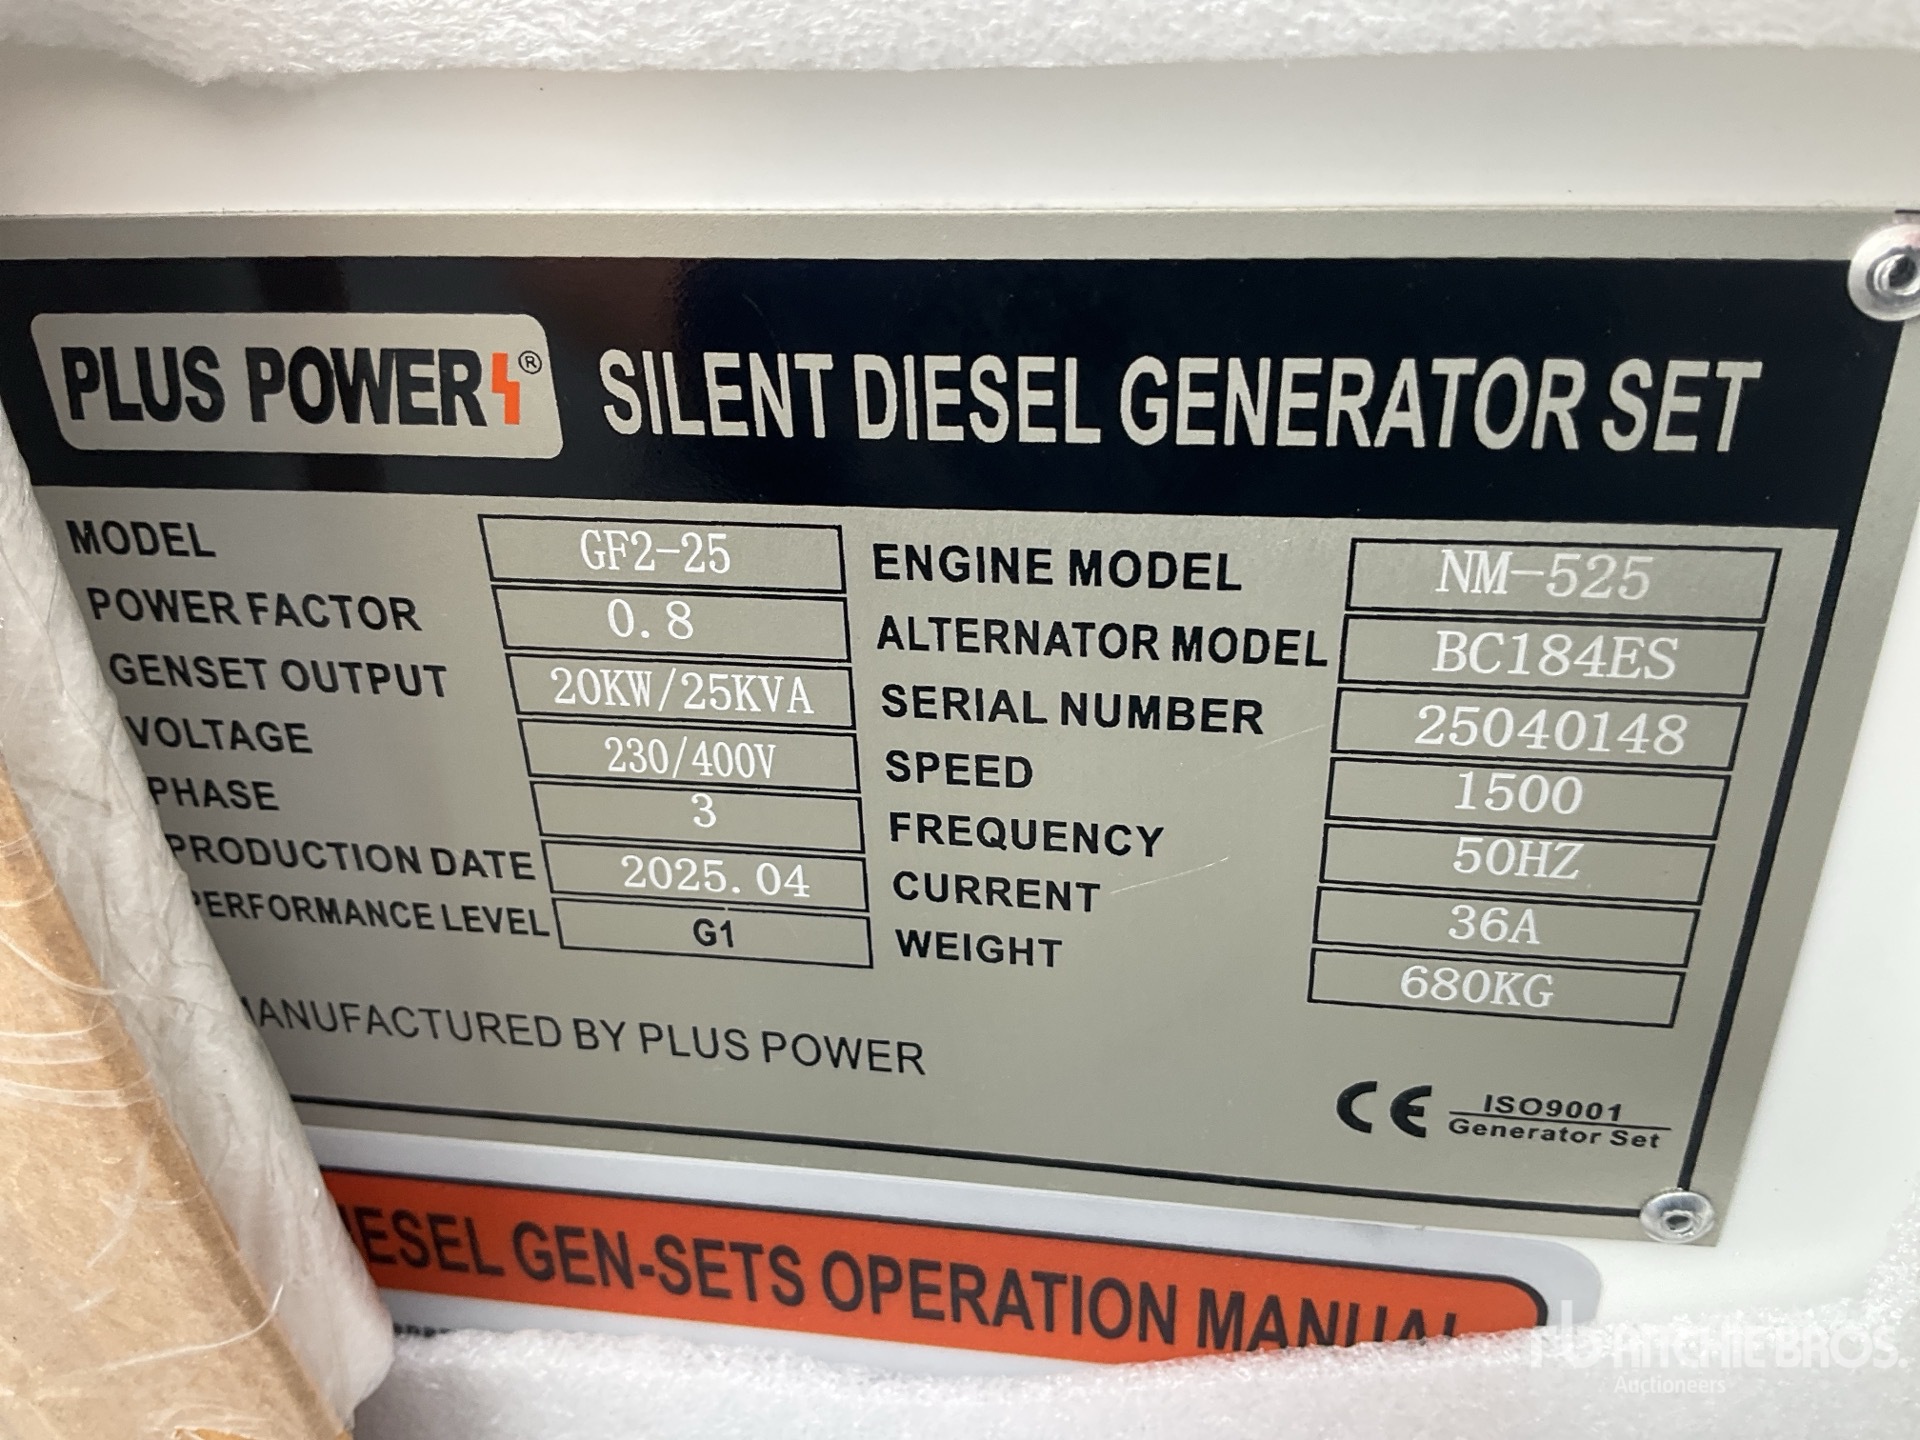 PLUS POWER ® SILENT DIESEL GENERATOR SET
MODEL GF2-25
POWER FACTOR 0.8
GENSET OUTPUT 20KW/25KVA
VOLTAGE 230/400V
PHASE 3
PRODUCTION DATE 2025.04
PERFORMANCE LEVEL G1
ENGINE MODEL NM-525
ALTERNATOR MODEL BC184ES
SERIAL NUMBER 25040148
SPEED 1500
FREQUENCY 50HZ
CURRENT 36A
WEIGHT 680KG
MANUFACTURED BY PLUS POWER
CE ISO9001
Generator Set
DIESEL GEN-SETS OPERATION MANUAL
RITCHIE BROS.
Auctioneers